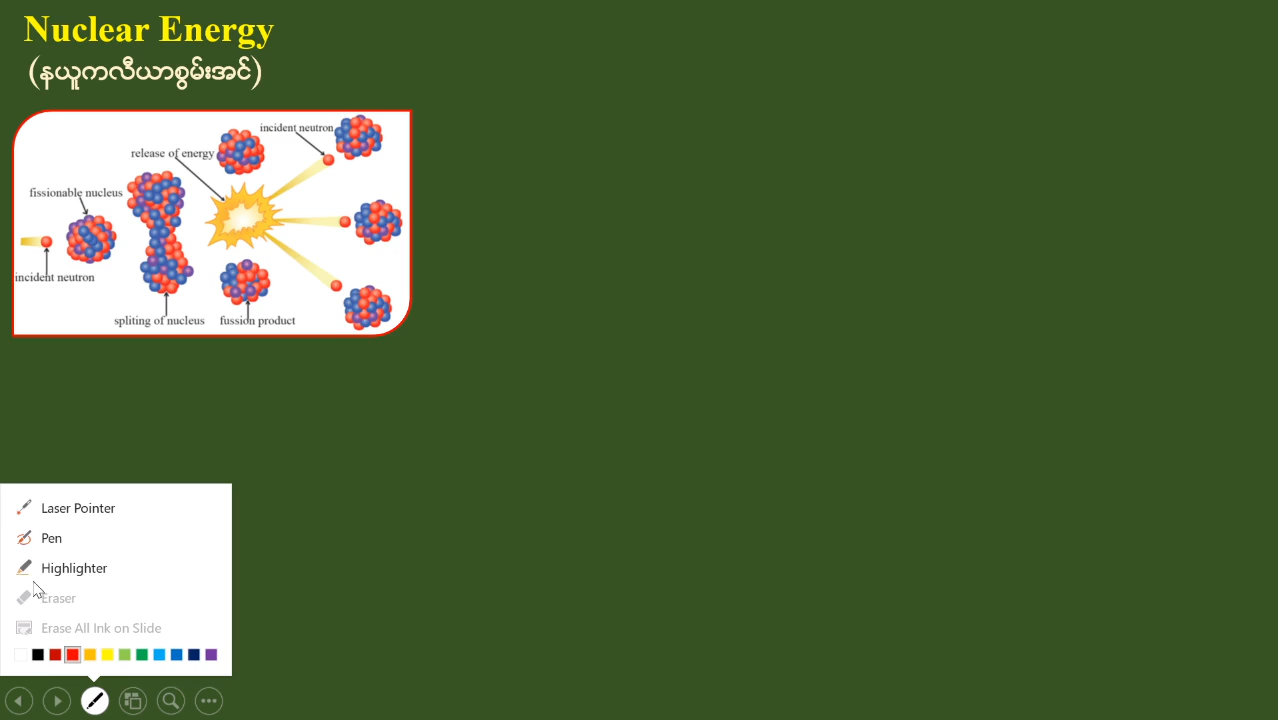 Nuclear Energy
(နယူကလီယာစွမ်းအင်)
incident neutron
release of energy
fissionable nucleus
incident neutron
spliting of nucleus
fussion product
Laser Pointer
Pen
Highlighter
Eraser
Erase All Ink on Slide